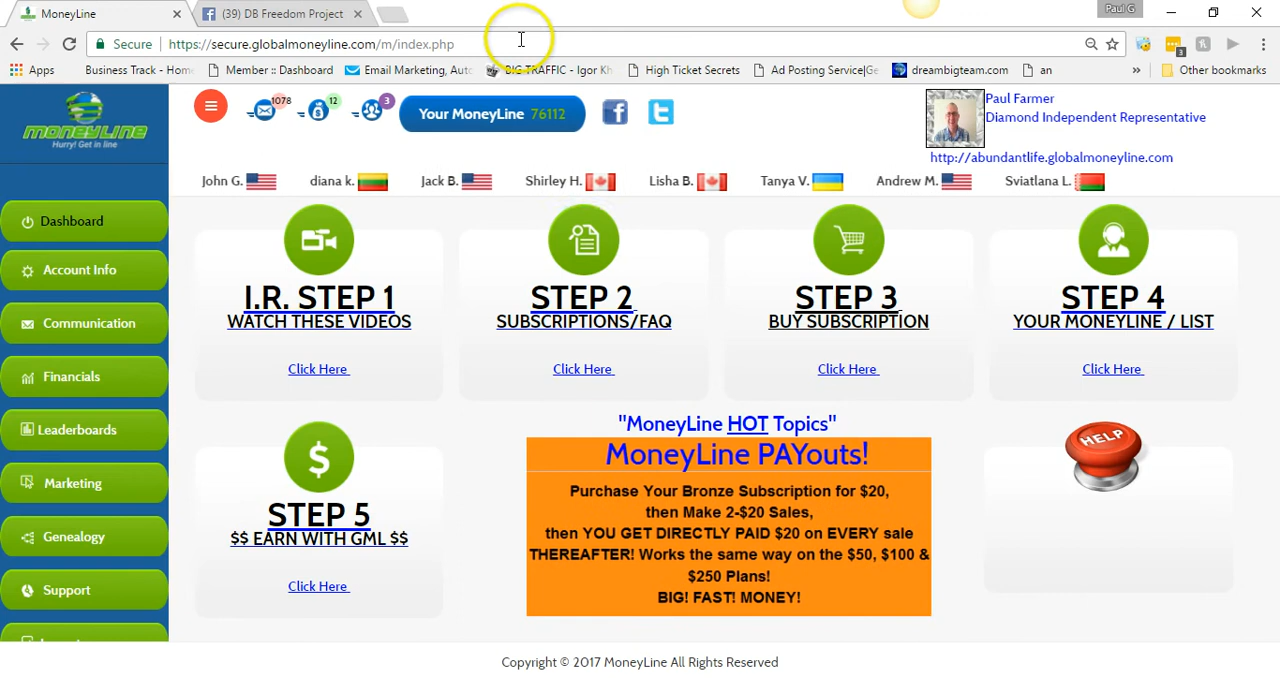 MoneyLine
(39) DB Freedom Project
Paul G
Secure
https://secure.globalmoneyline.com/m/index.php
3
Apps
Business Track - Home
Member :: Dashboard
Email Marketing, Auto
BIG TRAFFIC - Igor Kh
High Ticket Secrets
Ad Posting Service|Ge
dreambigteam.com
an
»
Other bookmarks
MONEYLINE
Hurry! Get in line
1078
12
3
Your MoneyLine 76112
Paul Farmer
Diamond Independent Representative
http://abundantlife.globalmoneyline.com
John G.
diana k.
Jack B.
Shirley H.
Lisha B.
Tanya V.
Andrew M.
Sviatlana L.
Dashboard
Account Info
Communication
Financials
Leaderboards
Marketing
Genealogy
Support
I.R. STEP 1
WATCH THESE VIDEOS
Click Here
STEP 2
SUBSCRIPTIONS/FAQ
Click Here
STEP 3
BUY SUBSCRIPTION
Click Here
STEP 4
YOUR MONEYLINE / LIST
Click Here
$
STEP 5
$$ EARN WITH GML $$
Click Here
"MoneyLine HOT Topics"
MoneyLine PAYouts!
Purchase Your Bronze Subscription for $20,
then Make 2-$20 Sales,
then YOU GET DIRECTLY PAID $20 on EVERY sale
THEREAFTER! Works the same way on the $50, $100 &
$250 Plans!
BIG! FAST! MONEY!
HELP
Copyright © 2017 MoneyLine All Rights Reserved